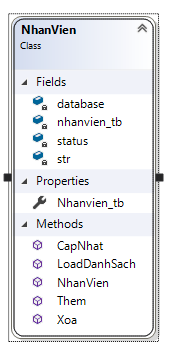 NhanVien
Class
Fields
database
nhanvien_tb
status
str
Properties
Nhanvien_tb
Methods
CapNhat
LoadDanhSach
NhanVien
Them
Xoa